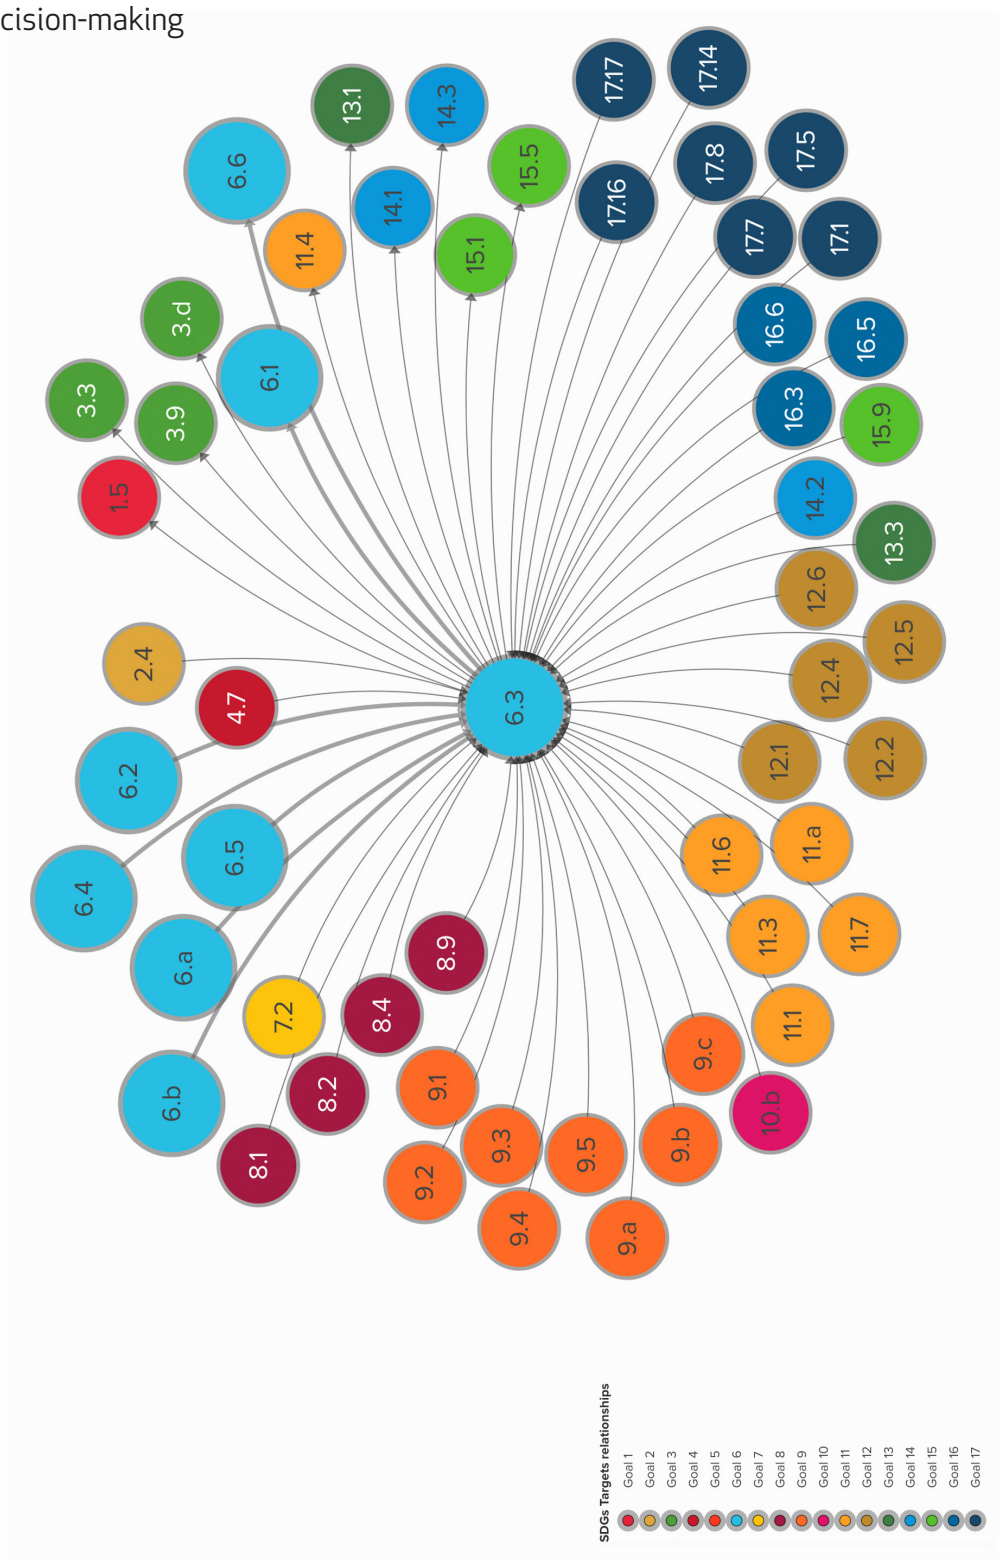 cision-making
17.17
17.14
13.1
14.3
17.8
17.5
6.6
15.5
14.1
17.16
11.4
15.1
17.7
17.1
3.d
6.1
16.6
16.5
3.3
3.9
16.3
15.9
1.5
14.2
13.3
12.6
2.4
12.5
4.7
6.3
12.4
6.2
12.1
12.2
6.4
6.5
11.6
11.a
6.a
8.9
11.3
11.7
7.2
8.4
11.1
6.b
8.2
9.1
9.c
10.b
8.1
9.2
9.3
9.5
9.b
9.4
9.a
SDGs Targets relationships
Goal 1
Goal 2
Goal 3
Goal 4
Goal 5
Goal 6
Goal 7
Goal 8
Goal 9
Goal 10
Goal 11
Goal 12
Goal 13
Goal 14
Goal 15
Goal 16
Goal 17